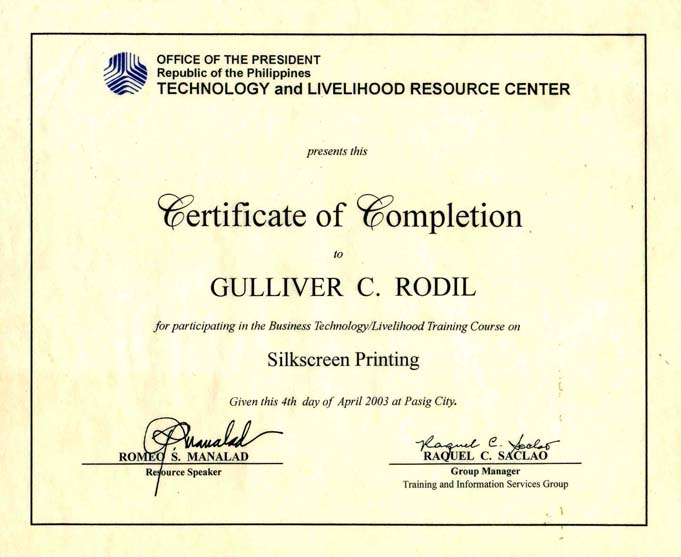 OFFICE OF THE PRESIDENT
Republic of the Philippines
TECHNOLOGY and LIVELIHOOD RESOURCE CENTER
presents this
Certificate of Completion
to
GULLIVER C. RODIL
for participating in the Business Technology/Livelihood Training Course on
Silkscreen Printing
Given this 4th day of April 2003 at Pasig City.
Manalad
ROMEO S. MANALAD
Resource Speaker
Raquel C. Saclao
RAQUEL C. SACLAO
Group Manager
Training and Information Services Group